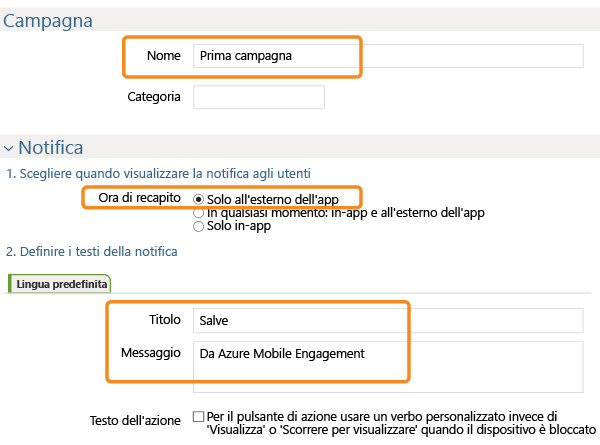 Campagna
Nome Prima campagna
Categoria
Notifica
1. Scegliere quando visualizzare la notifica agli utenti
Ora di recapito Solo all'esterno dell'app
In qualsiasi momento: in-app e all'esterno dell'app
Solo in-app
2. Definire i testi della notifica
Lingua predefinita
Titolo Salve
Messaggio Da Azure Mobile Engagement
Testo dell'azione Per il pulsante di azione usare un verbo personalizzato invece di
'Visualizza' o 'Scorrere per visualizzare' quando il dispositivo è bloccato